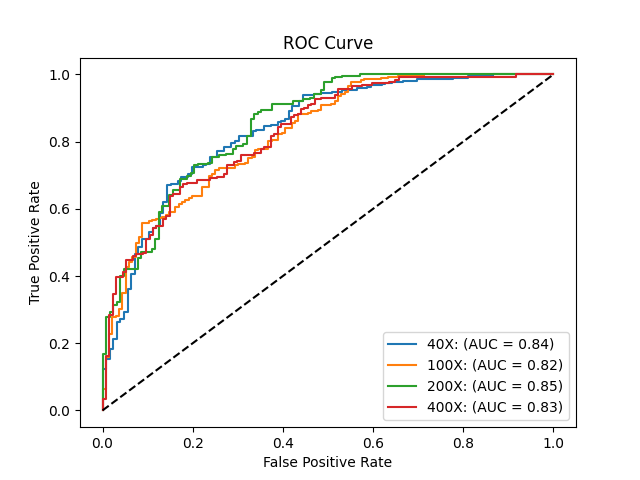 ROC Curve
True Positive Rate
1.0
0.8
0.6
0.4
0.2
0.0
40X: (AUC = 0.84)
100X: (AUC = 0.82)
200X: (AUC = 0.85)
400X: (AUC = 0.83)
0.0 0.2 0.4 0.6 0.8 1.0
False Positive Rate